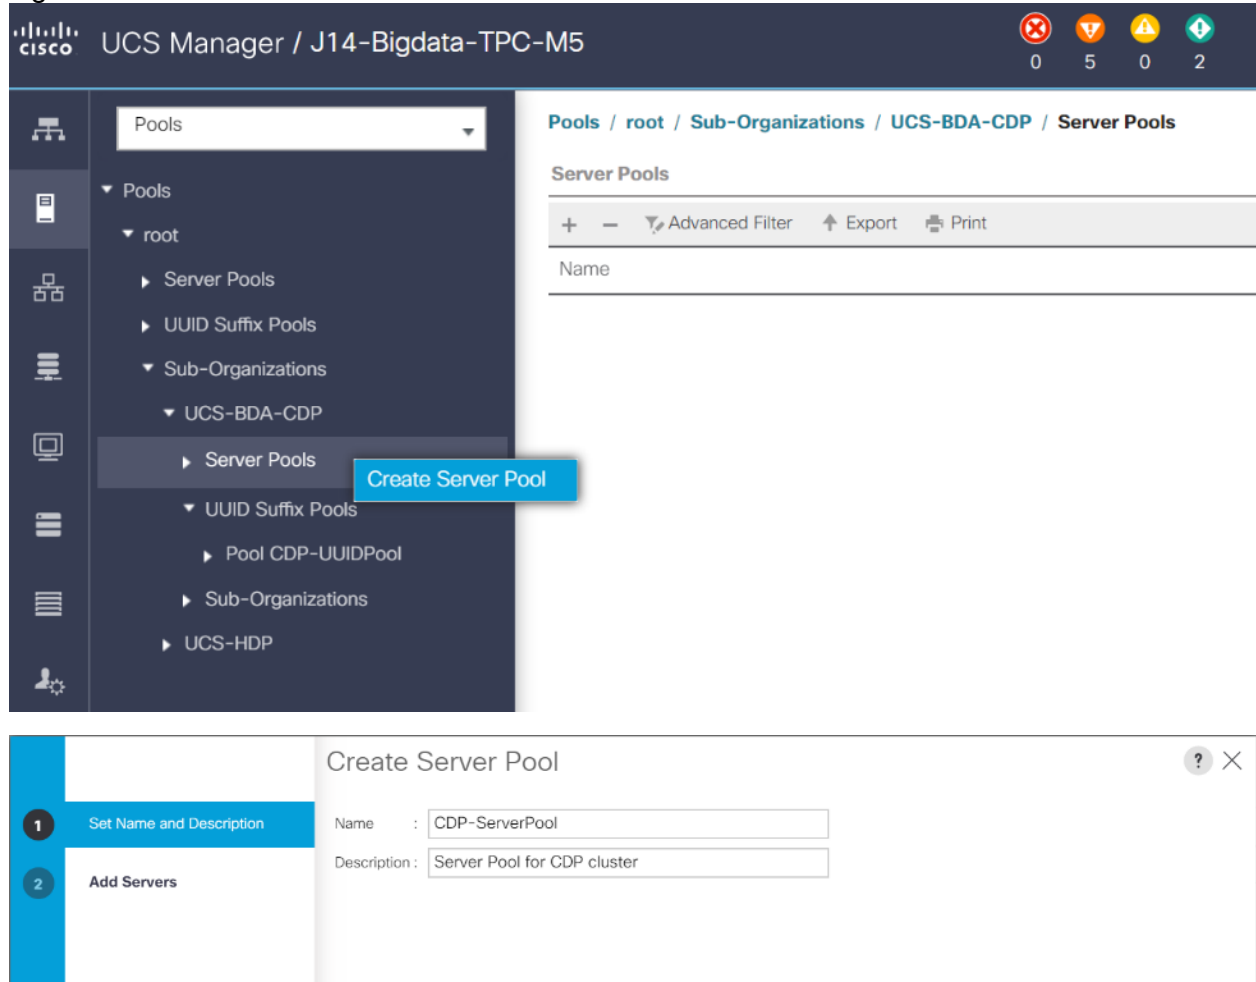 CISCO UCS Manager / J14-Bigdata-TPC-M5
0 5 0 2
Pools
Pools / root / Sub-Organizations / UCS-BDA-CDP / Server Pools
Server Pools
+ − Advanced Filter Export Print
Name
Pools
root
Server Pools
UUID Suffix Pools
Sub-Organizations
UCS-BDA-CDP
Server Pools
Create Server Pool
UUID Suffix Pools
Pool CDP-UUIDPool
Sub-Organizations
UCS-HDP
Create Server Pool
?
1 Set Name and Description
Name : CDP-ServerPool
Description : Server Pool for CDP cluster
2 Add Servers